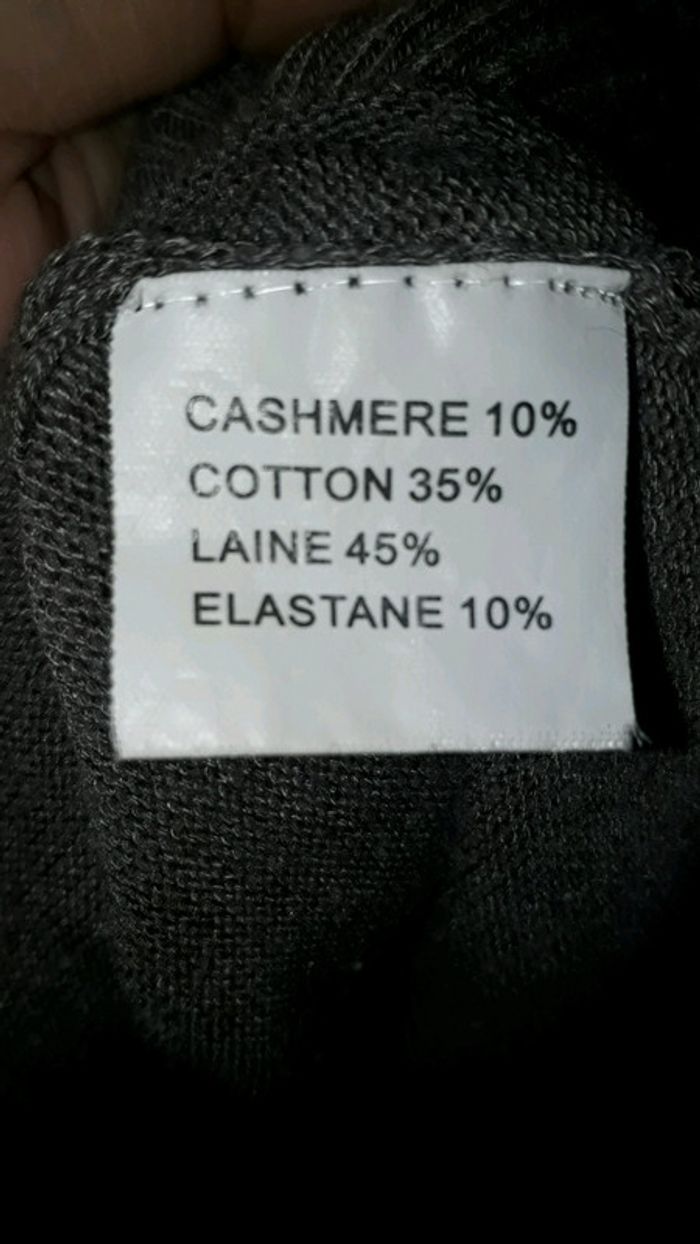 CASHMERE 10%
COTTON 35%
LAINE 45%
ELASTANE 10%